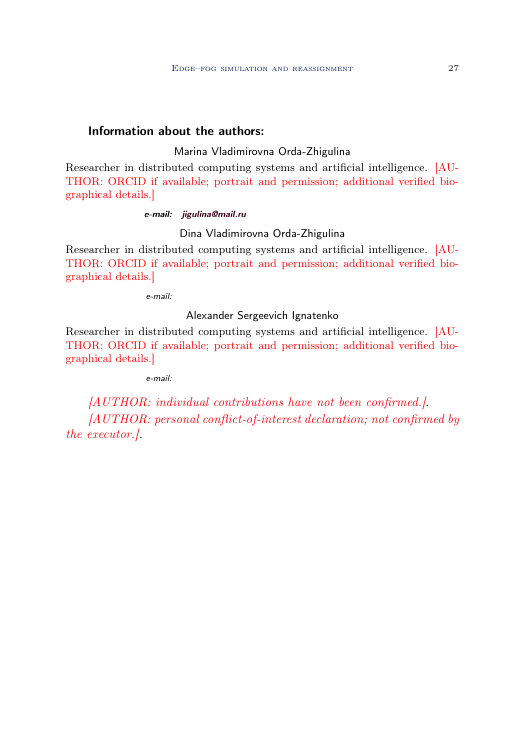 Edge–fog simulation and reassignment 27
Information about the authors:
Marina Vladimirovna Orda-Zhigulina
Researcher in distributed computing systems and artificial intelligence. [AU-
THOR: ORCID if available; portrait and permission; additional verified bio-
graphical details.]
e-mail: jigulina@mail.ru
Dina Vladimirovna Orda-Zhigulina
Researcher in distributed computing systems and artificial intelligence. [AU-
THOR: ORCID if available; portrait and permission; additional verified bio-
graphical details.]
e-mail:
Alexander Sergeevich Ignatenko
Researcher in distributed computing systems and artificial intelligence. [AU-
THOR: ORCID if available; portrait and permission; additional verified bio-
graphical details.]
e-mail:
[AUTHOR: individual contributions have not been confirmed.].
[AUTHOR: personal conflict-of-interest declaration; not confirmed by
the executor.].